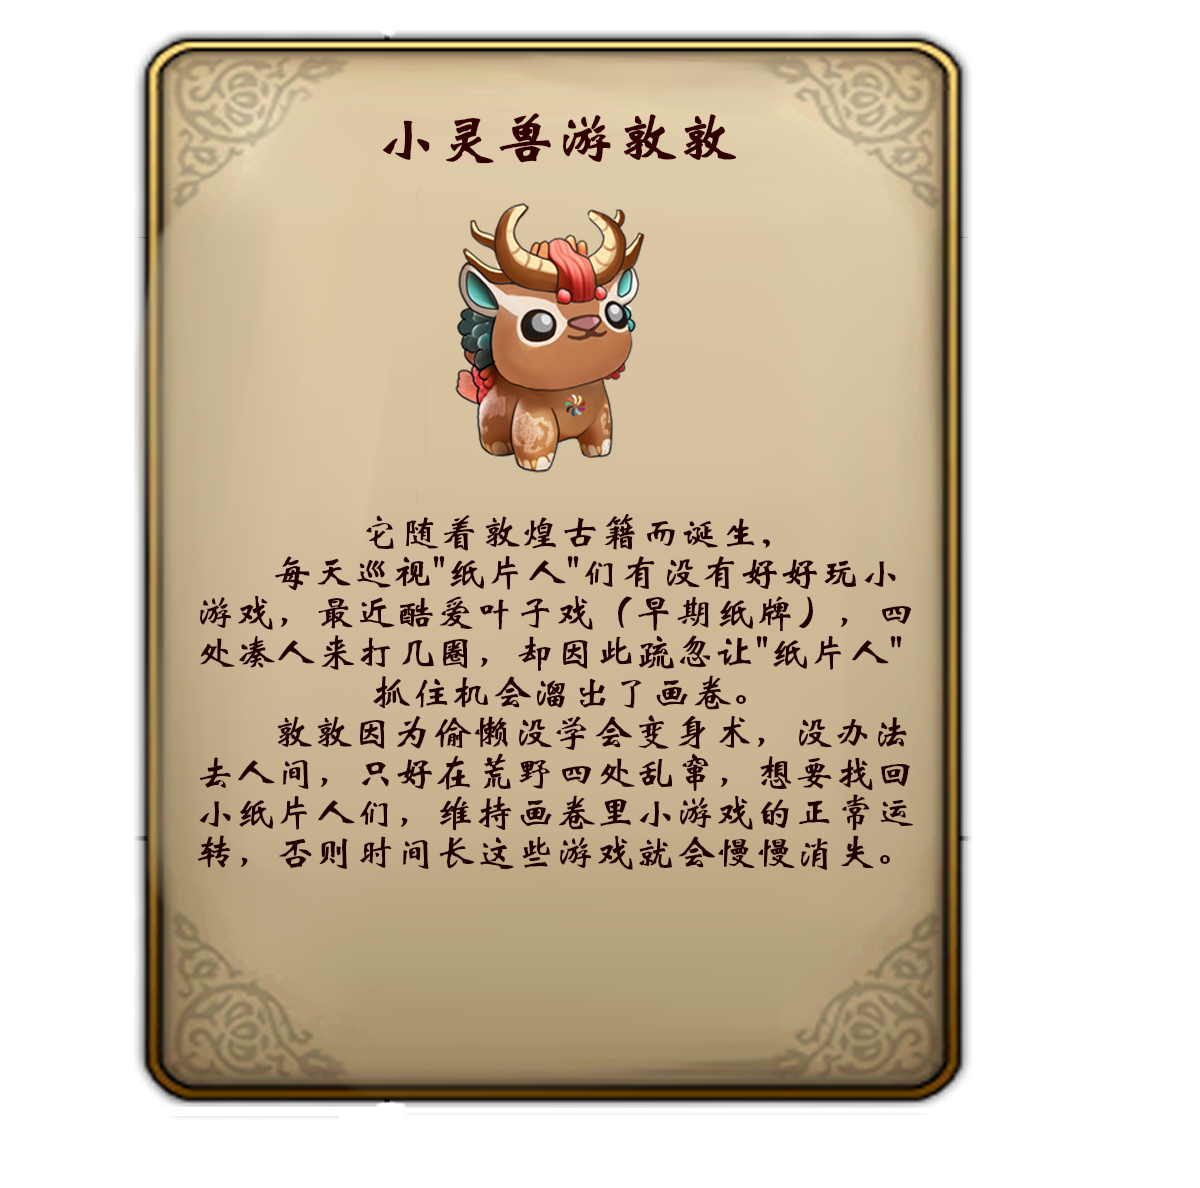 小灵兽游敦敦
它随着敦煌古籍而诞生，
每天巡视"纸片人"们有没有好好玩小
游戏，最近酷爱叶子戏（早期纸牌），四
处凑人来打几圈，却因此疏忽让"纸片人"
抓住机会溜出了画卷。
敦敦因为偷懒没学会变身术，没办法
去人间，只好在荒野四处乱窜，想要找回
小纸片人们，维持画卷里小游戏的正常运
转，否则时间长这些游戏就会慢慢消失。